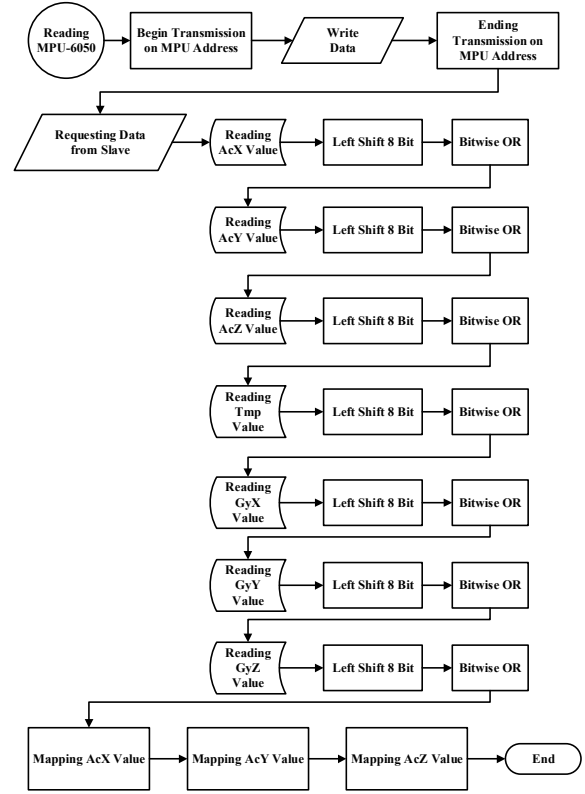 Reading
MPU-6050
Begin Transmission
on MPU Address
Write
Data
Ending
Transmission on
MPU Address
Requesting Data
from Slave
Reading
AcX Value
Left Shift 8 Bit
Bitwise OR
Reading
AcY Value
Left Shift 8 Bit
Bitwise OR
Reading
AcZ Value
Left Shift 8 Bit
Bitwise OR
Reading
Tmp
Value
Left Shift 8 Bit
Bitwise OR
Reading
GyX
Value
Left Shift 8 Bit
Bitwise OR
Reading
GyY
Value
Left Shift 8 Bit
Bitwise OR
Reading
GyZ
Value
Left Shift 8 Bit
Bitwise OR
Mapping AcX Value
Mapping AcY Value
Mapping AcZ Value
End